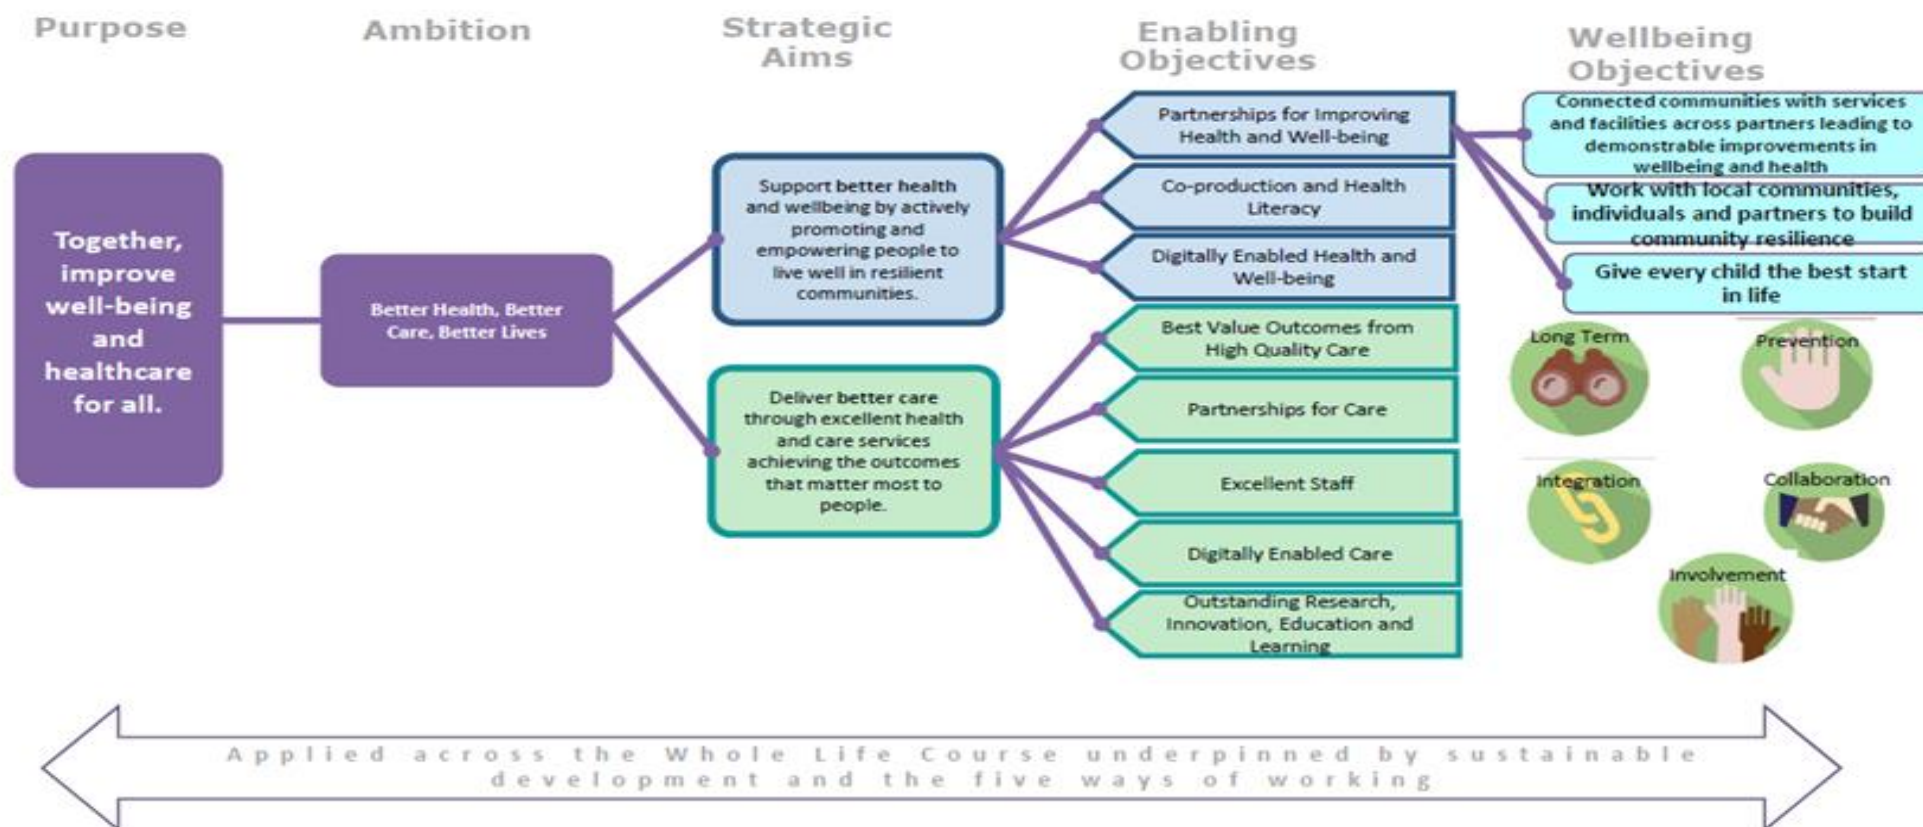 Purpose
Ambition
Strategic
Aims
Enabling
Objectives
Wellbeing
Objectives
Together,
improve
well-being
and
healthcare
for all.
Better Health, Better
Care, Better Lives
Support better health
and wellbeing by actively
promoting and
empowering people to
live well in resilient
communities.
Deliver better care
through excellent health
and care services
achieving the outcomes
that matter most to
people.
Partnerships for Improving
Health and Well-being
Co-production and Health
Literacy
Digitally Enabled Health and
Well-being
Best Value Outcomes from
High Quality Care
Partnerships for Care
Excellent Staff
Digitally Enabled Care
Outstanding Research,
Innovation, Education and
Learning
Connected communities with services
and facilities across partners leading to
demonstrable improvements in
wellbeing and health
Work with local communities,
individuals and partners to build
community resilience
Give every child the best start
in life
Long Term
Prevention
Integration
Collaboration
Involvement
Applied across the Whole Life Course underpinned by sustainable
development and the five ways of working